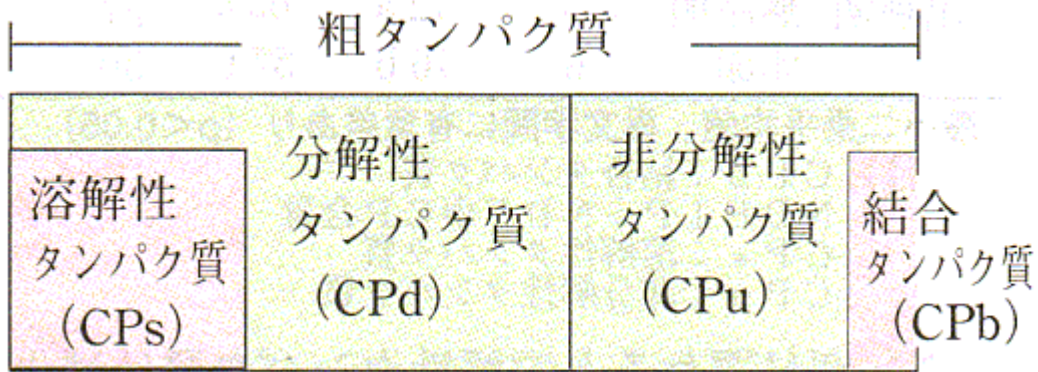 粗タンパク質
溶解性
タンパク質
(CPs)
分解性
タンパク質
(CPd)
非分解性
タンパク質
(CPu)
結合
タンパク質
(CPb)